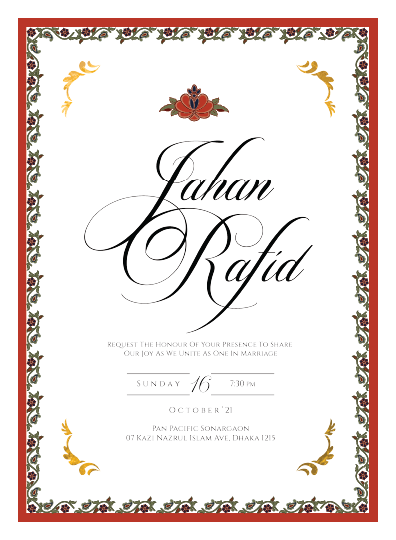 Jahan
Rafid
Request The Honour Of Your Presence To Share
Our Joy As We Unite As One In Marriage
Sunday 16 7:30 PM
October '21
Pan Pacific Sonargaon
07 Kazi Nazrul Islam Ave, Dhaka 1215